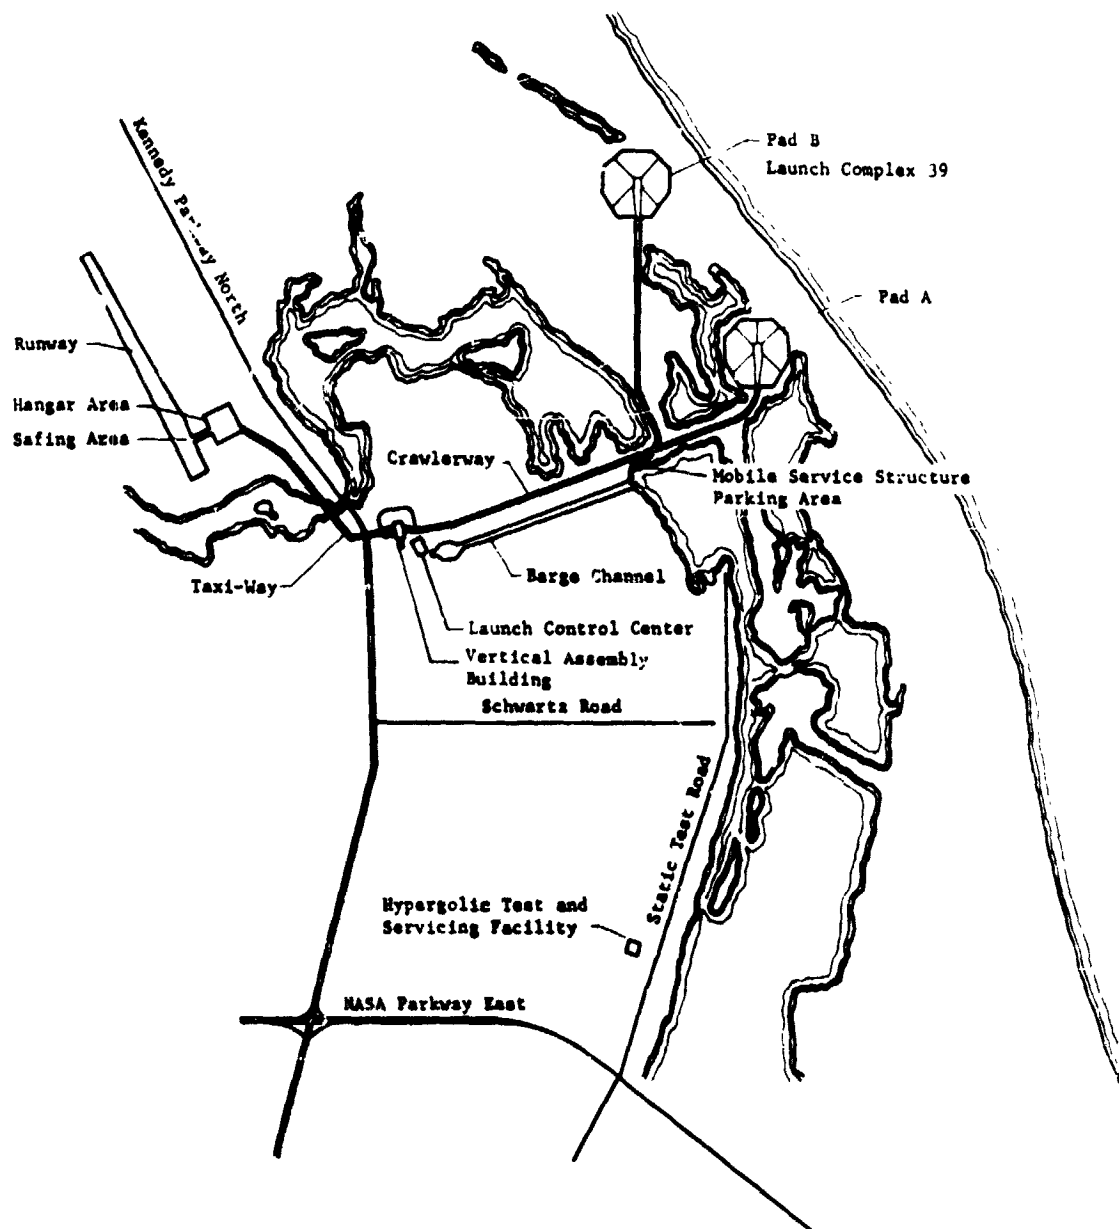 Pad B
Launch Complex 39
Kennedy Parkway North
Pad A
Runway
Hangar Area
Safing Area
Crawlerway
Mobile Service Structure
Parking Area
Taxi-Way
Barge Channel
Launch Control Center
Vertical Assembly
Building
Schwartz Road
Static Test Road
Hypergolic Test and
Servicing Facility
NASA Parkway East